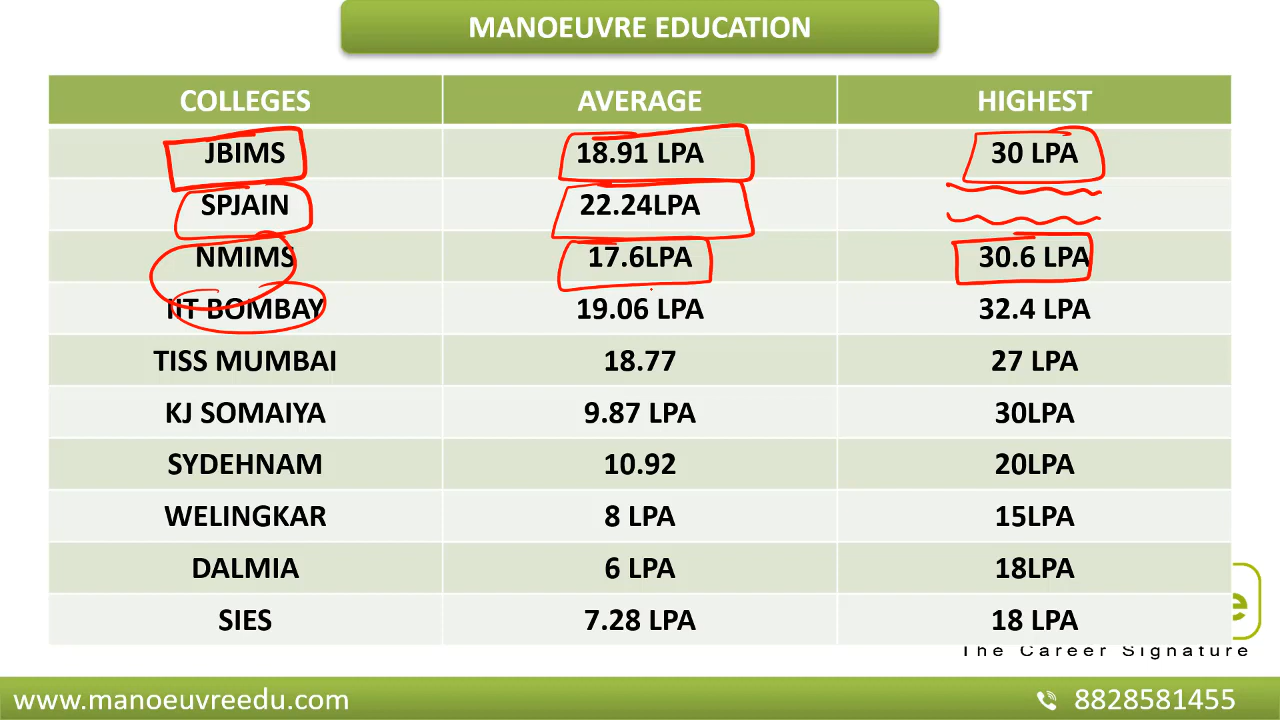 MANOEUVRE EDUCATION
COLLEGES AVERAGE HIGHEST
JBIMS 18.91 LPA 30 LPA
SPJAIN 22.24LPA
NMIMS 17.6LPA 30.6 LPA
IIT BOMBAY 19.06 LPA 32.4 LPA
TISS MUMBAI 18.77 27 LPA
KJ SOMAIYA 9.87 LPA 30LPA
SYDEHNAM 10.92 20LPA
WELINGKAR 8 LPA 15LPA
DALMIA 6 LPA 18LPA
SIES 7.28 LPA 18 LPA
The Career Signature
www.manoeuvreedu.com 8828581455